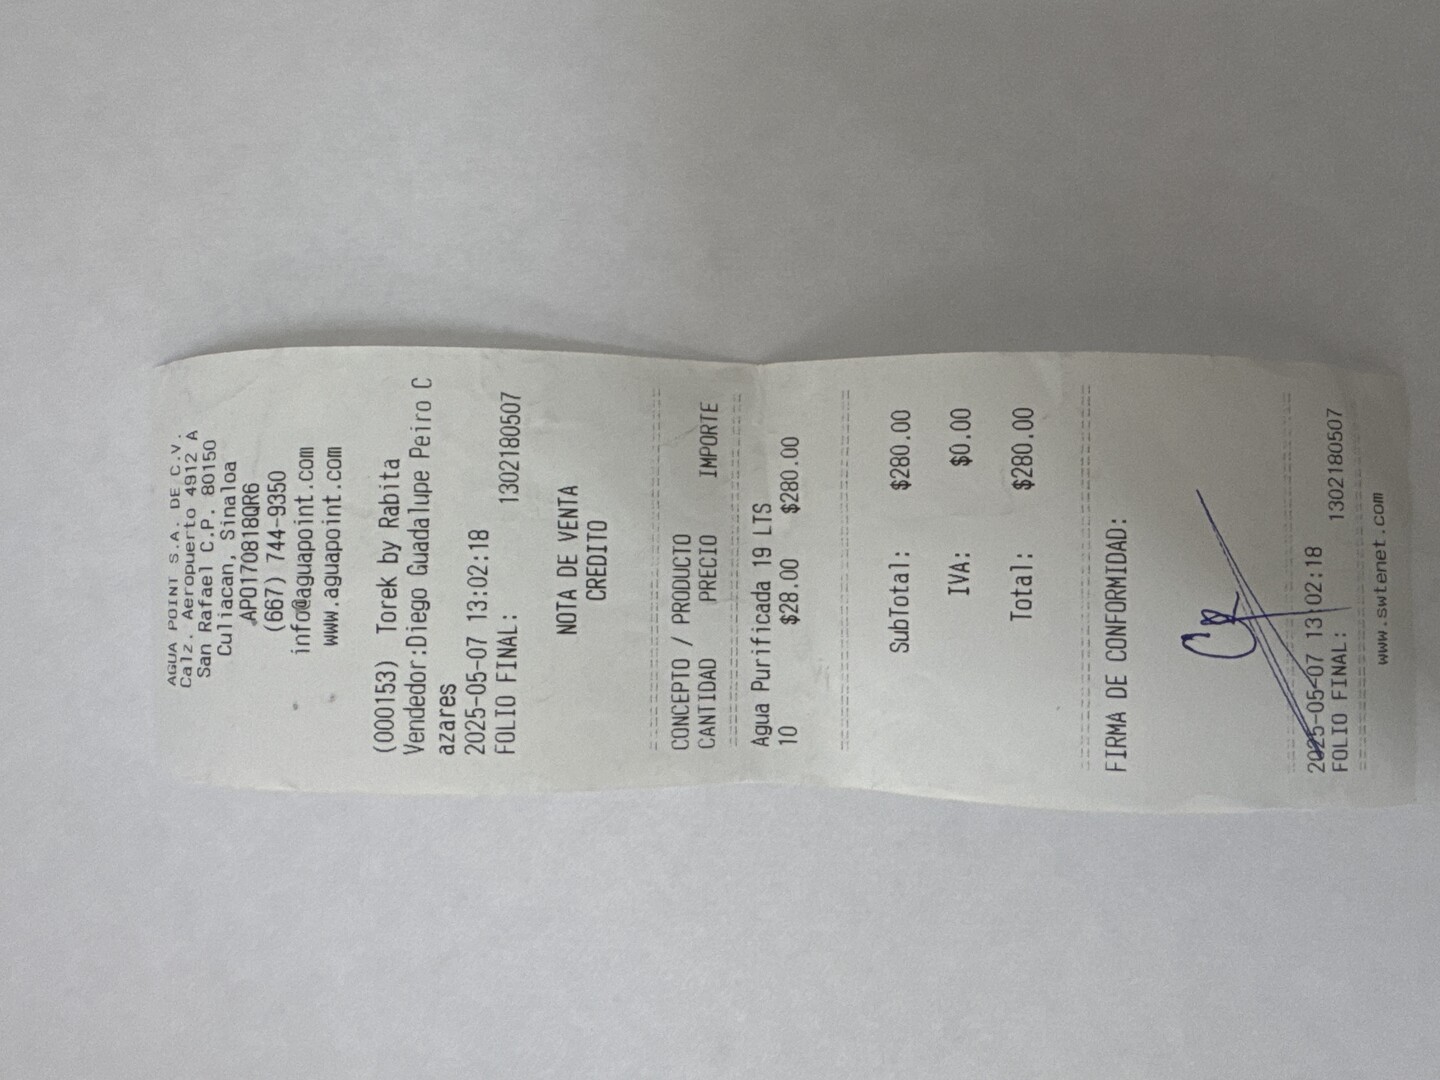 AGUA POINT S.A. DE C.V.
Calz. Aeropuerto 4912 A
San Rafael C.P. 80150
Culiacan, Sinaloa
APO170818QR6
(667) 744-9350
info@aguapoint.com
www.aguapoint.com
(000153) Torek by Rabita
Vendedor:Diego Guadalupe Peiro C
azares
2025-05-07 13:02:18
FOLIO FINAL: 1302180507
NOTA DE VENTA
CREDITO
CONCEPTO / PRODUCTO
CANTIDAD PRECIO IMPORTE
Agua Purificada 19 LTS
10 $28.00 $280.00
SubTotal: $280.00
IVA: $0.00
Total: $280.00
FIRMA DE CONFORMIDAD:
2025-05-07 13:02:18
FOLIO FINAL: 1302180507
www.swtenet.com